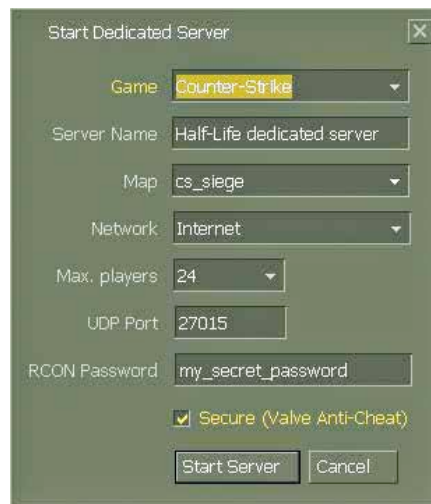 Start Dedicated Server
Game Counter-Strike
Server Name Half-Life dedicated server
Map cs_siege
Network Internet
Max. players 24
UDP Port 27015
RCON Password my_secret_password
Secure (Valve Anti-Cheat)
Start Server Cancel